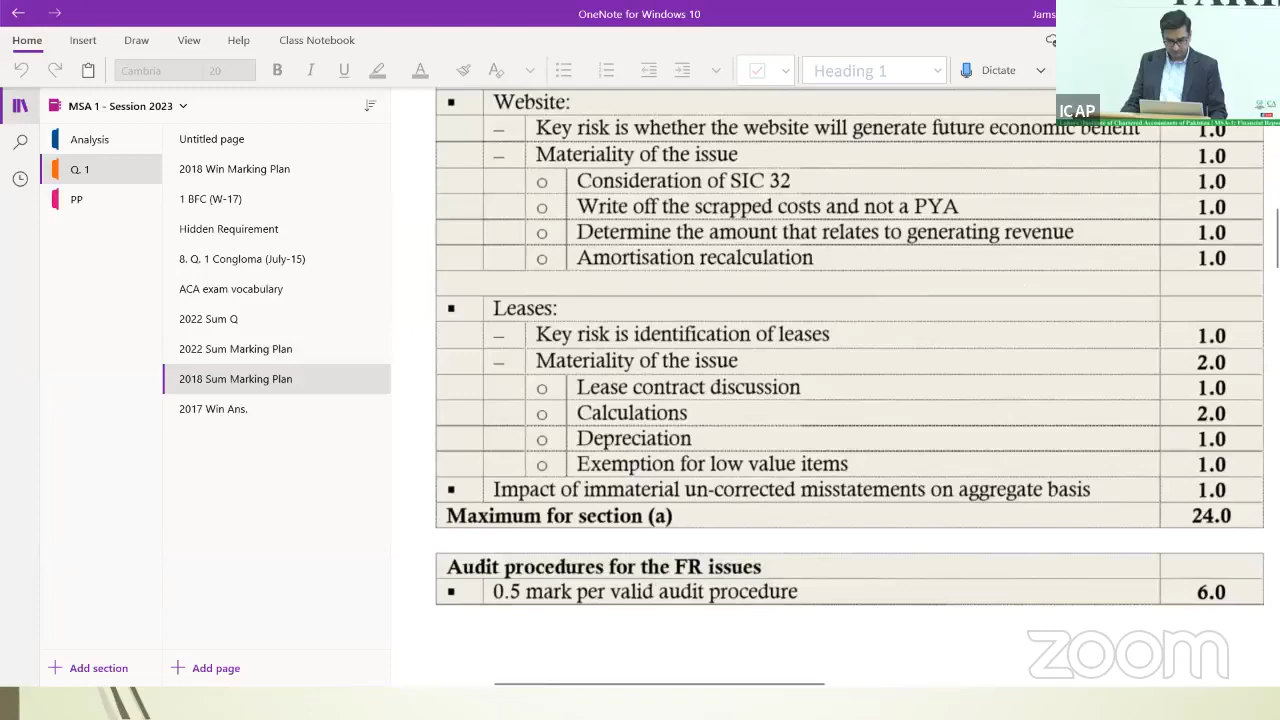 OneNote for Windows 10
Jams
Home Insert Draw View Help Class Notebook
Cambria 20 B I U A Heading 1 Dictate
MSA 1 - Session 2023
Analysis
Q. 1
PP
Untitled page
2018 Win Marking Plan
1 BFC (W-17)
Hidden Requirement
8. Q. 1 Congloma (July-15)
ACA exam vocabulary
2022 Sum Q
2022 Sum Marking Plan
2018 Sum Marking Plan
2017 Win Ans.
+ Add section
+ Add page
▪ Website:
– Key risk is whether the website will generate future economic benefit 1.0
– Materiality of the issue 1.0
o Consideration of SIC 32 1.0
o Write off the scrapped costs and not a PYA 1.0
o Determine the amount that relates to generating revenue 1.0
o Amortisation recalculation 1.0
▪ Leases:
– Key risk is identification of leases 1.0
– Materiality of the issue 2.0
o Lease contract discussion 1.0
o Calculations 2.0
o Depreciation 1.0
o Exemption for low value items 1.0
▪ Impact of immaterial un-corrected misstatements on aggregate basis 1.0
Maximum for section (a) 24.0
Audit procedures for the FR issues
▪ 0.5 mark per valid audit procedure 6.0
ICAP
zoom